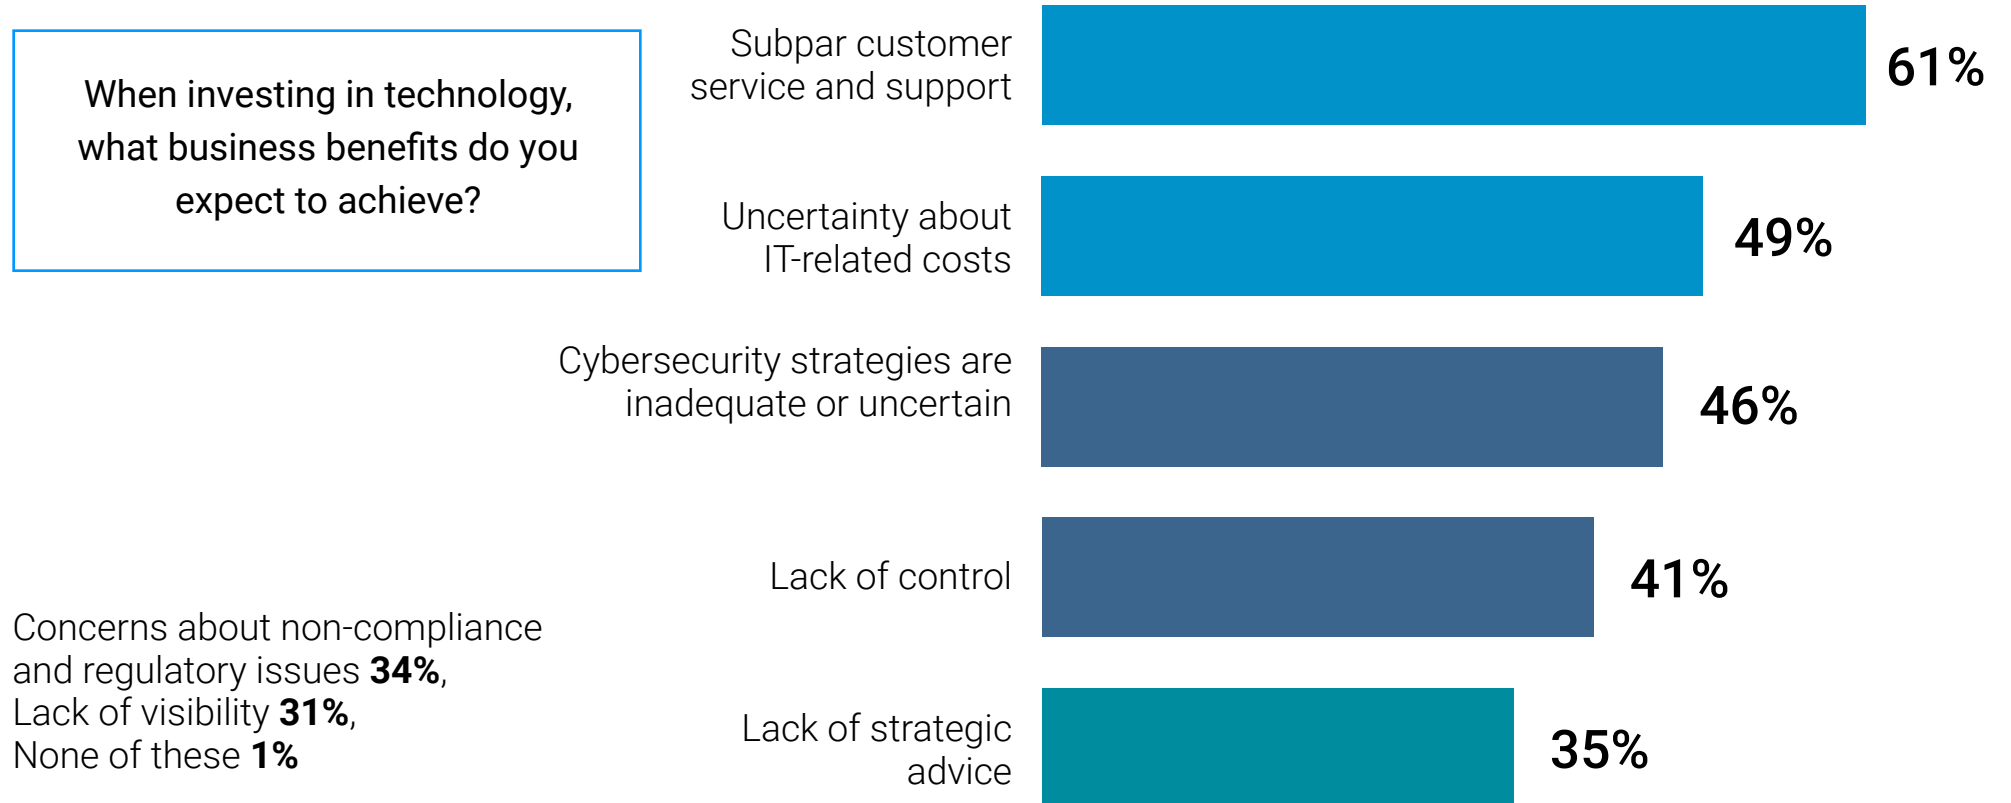 When investing in technology,
what business benefits do you
expect to achieve?
Subpar customer
service and support
61%
Uncertainty about
IT-related costs
49%
Cybersecurity strategies are
inadequate or uncertain
46%
Lack of control
41%
Lack of strategic
advice
35%
Concerns about non-compliance
and regulatory issues 34%,
Lack of visibility 31%,
None of these 1%